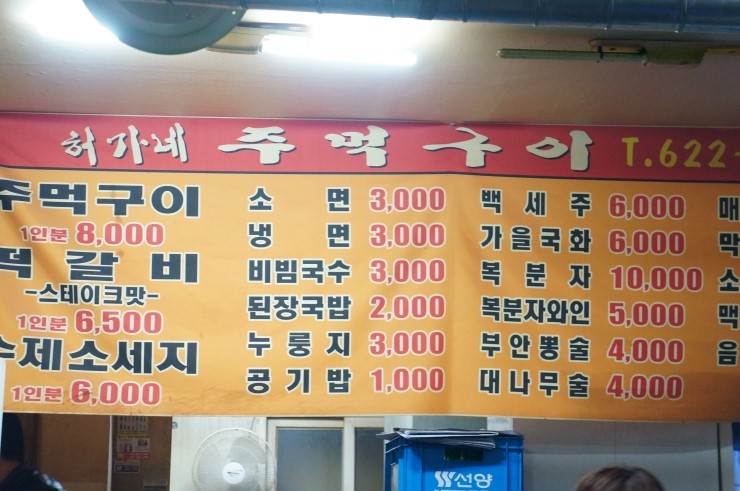 허가네 주먹구이 T.622-
주먹구이
1인분 8,000
떡갈비
-스테이크맛-
1인분 6,500
수제소세지
1인분 6,000
소면 3,000
냉면 3,000
비빔국수 3,000
된장국밥 2,000
누룽지 3,000
공기밥 1,000
백세주 6,000
가을국화 6,000
복분자 10,000
복분자와인 5,000
부안뽕술 4,000
대나무술 4,000
매
막
소
맥
음
선양